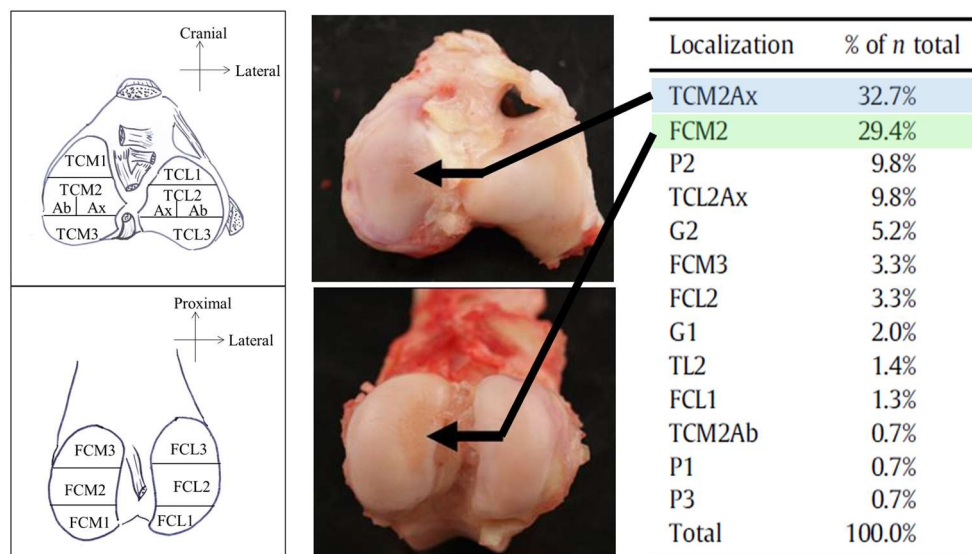 Cranial
Lateral
TCM1
TCL1
TCM2
TCL2
Ab Ax
Ax Ab
TCM3
TCL3
Proximal
Lateral
FCM3
FCL3
FCM2
FCL2
FCM1
FCL1
Localization % of n total
TCM2Ax 32.7%
FCM2 29.4%
P2 9.8%
TCL2Ax 9.8%
G2 5.2%
FCM3 3.3%
FCL2 3.3%
G1 2.0%
TL2 1.4%
FCL1 1.3%
TCM2Ab 0.7%
P1 0.7%
P3 0.7%
Total 100.0%